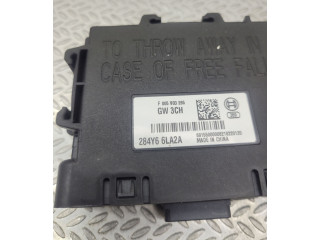 TO THROW AWAY IN
CASE OF FREE FALL
GW 3CH
284Y6 6LA2A
MADE IN CHINA